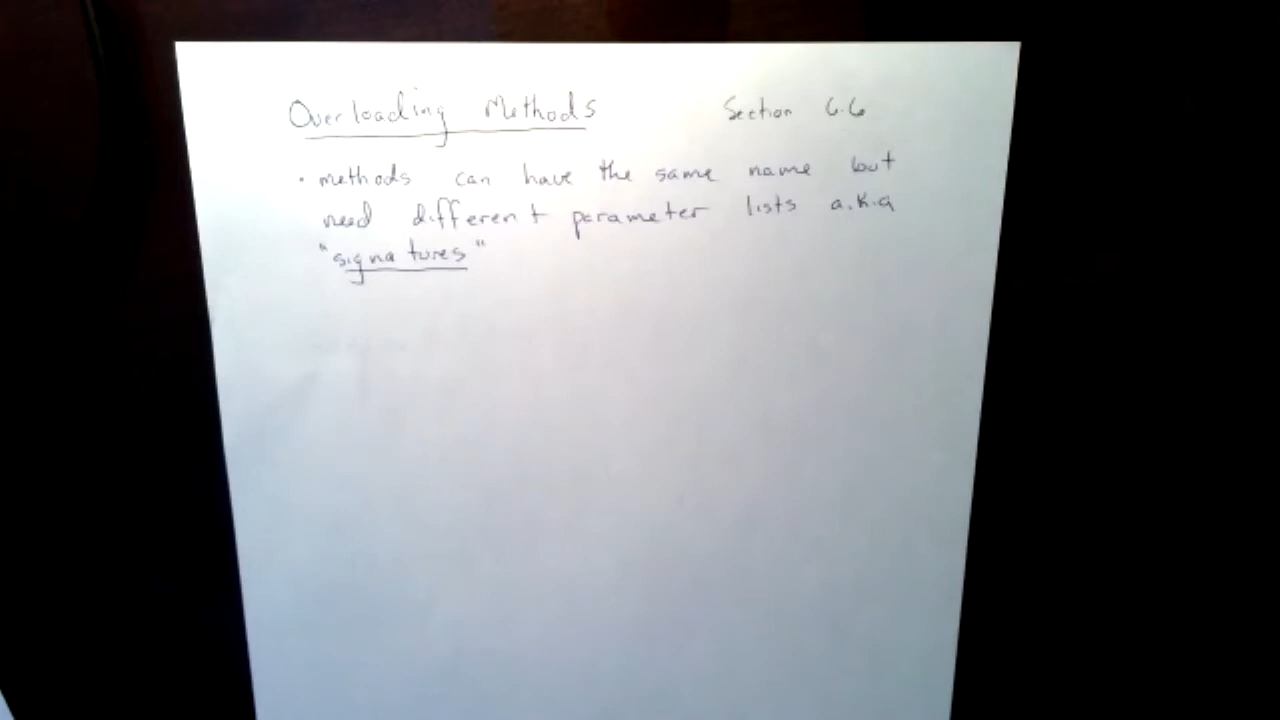 Overloading Methods Section 6.6
• methods can have the same name but
need different parameter lists a.k.a
"signatures"